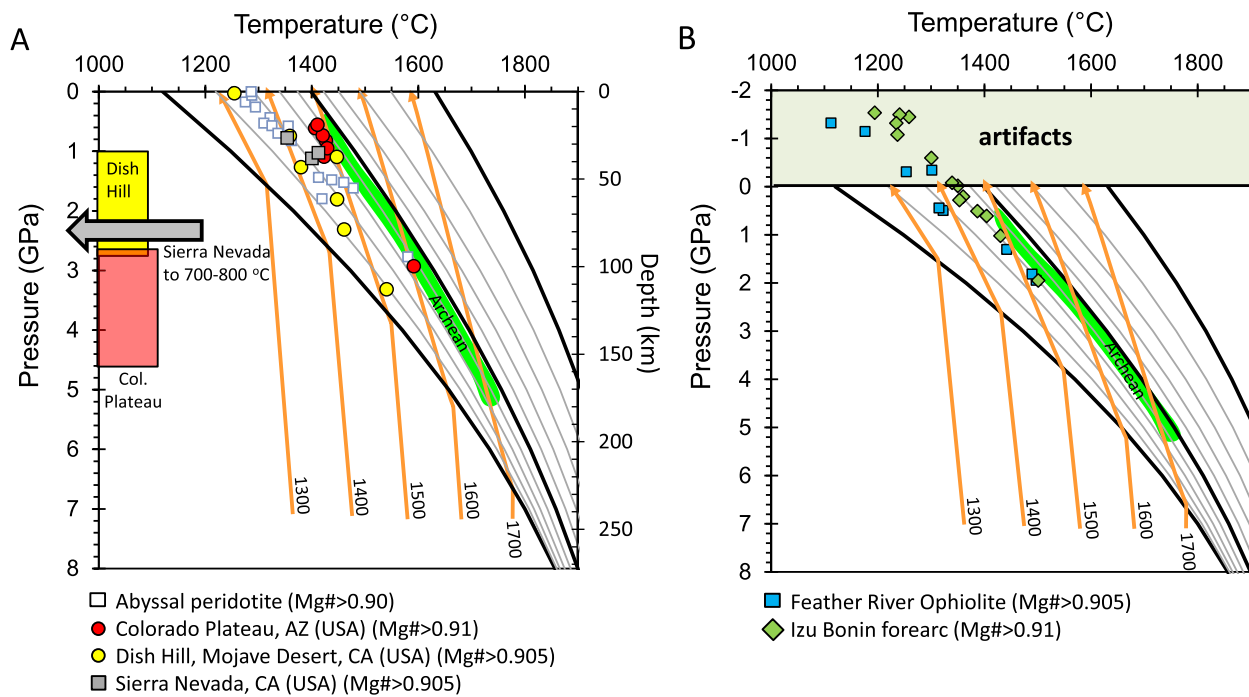 A
Temperature (°C)
1000 1200 1400 1600 1800
Pressure (GPa)
0
1
2
3
4
5
6
7
8
Depth (km)
0
50
100
150
200
250
Dish
Hill
Sierra Nevada
to 700-800 °C
Col.
Plateau
Archean
1300
1400
1500
1600
1700
Abyssal peridotite (Mg#>0.90)
Colorado Plateau, AZ (USA) (Mg#>0.91)
Dish Hill, Mojave Desert, CA (USA) (Mg#>0.905)
Sierra Nevada, CA (USA) (Mg#>0.905)
B
Temperature (°C)
1000 1200 1400 1600 1800
Pressure (GPa)
-2
-1
0
1
2
3
4
5
6
7
8
artifacts
Archean
1300
1400
1500
1600
1700
Feather River Ophiolite (Mg#>0.905)
Izu Bonin forearc (Mg#>0.91)